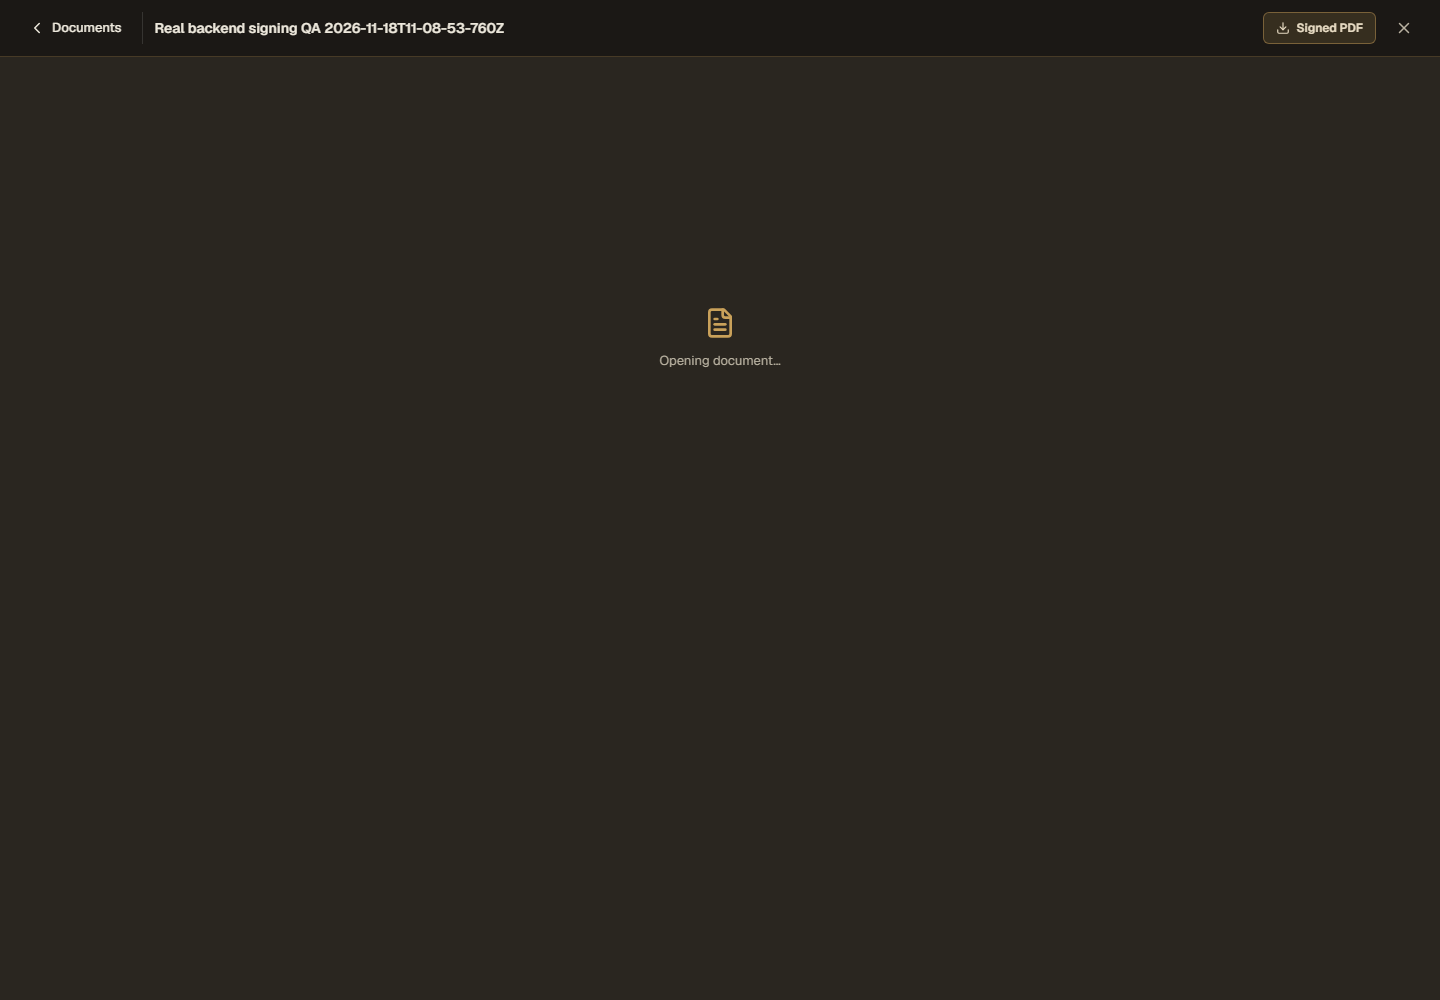 Documents
Real backend signing QA 2026-11-18T11-08-53-760Z
Signed PDF
Opening document…